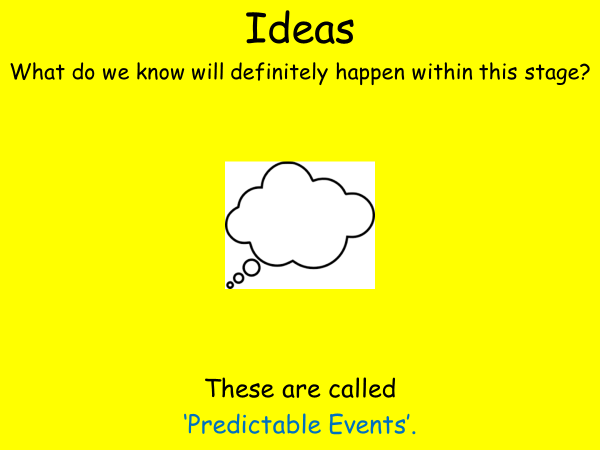 Ideas
What do we know will definitely happen within this stage?
These are called
‘Predictable Events’.